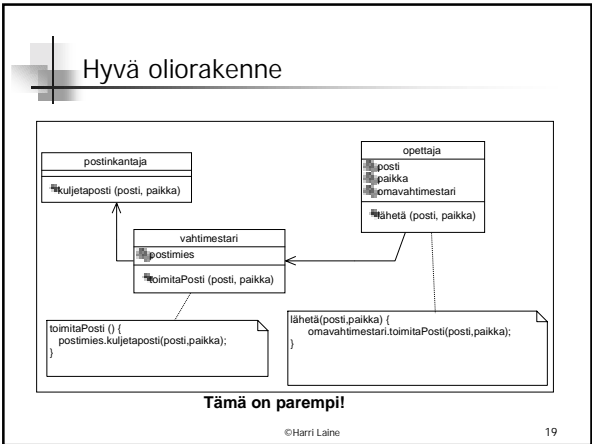 Hyvä oliorakenne
postinkantaja
kuljetaposti (posti, paikka)
opettaja
posti
paikka
omavahtimestari
lähetä (posti, paikka)
vahtimestari
postimies
toimitaPosti (posti, paikka)
toimitaPosti () {
postimies.kuljetaposti(posti,paikka);
}
lähetä(posti,paikka) {
omavahtimestari.toimitaPosti(posti,paikka);
}
Tämä on parempi!
©Harri Laine
19